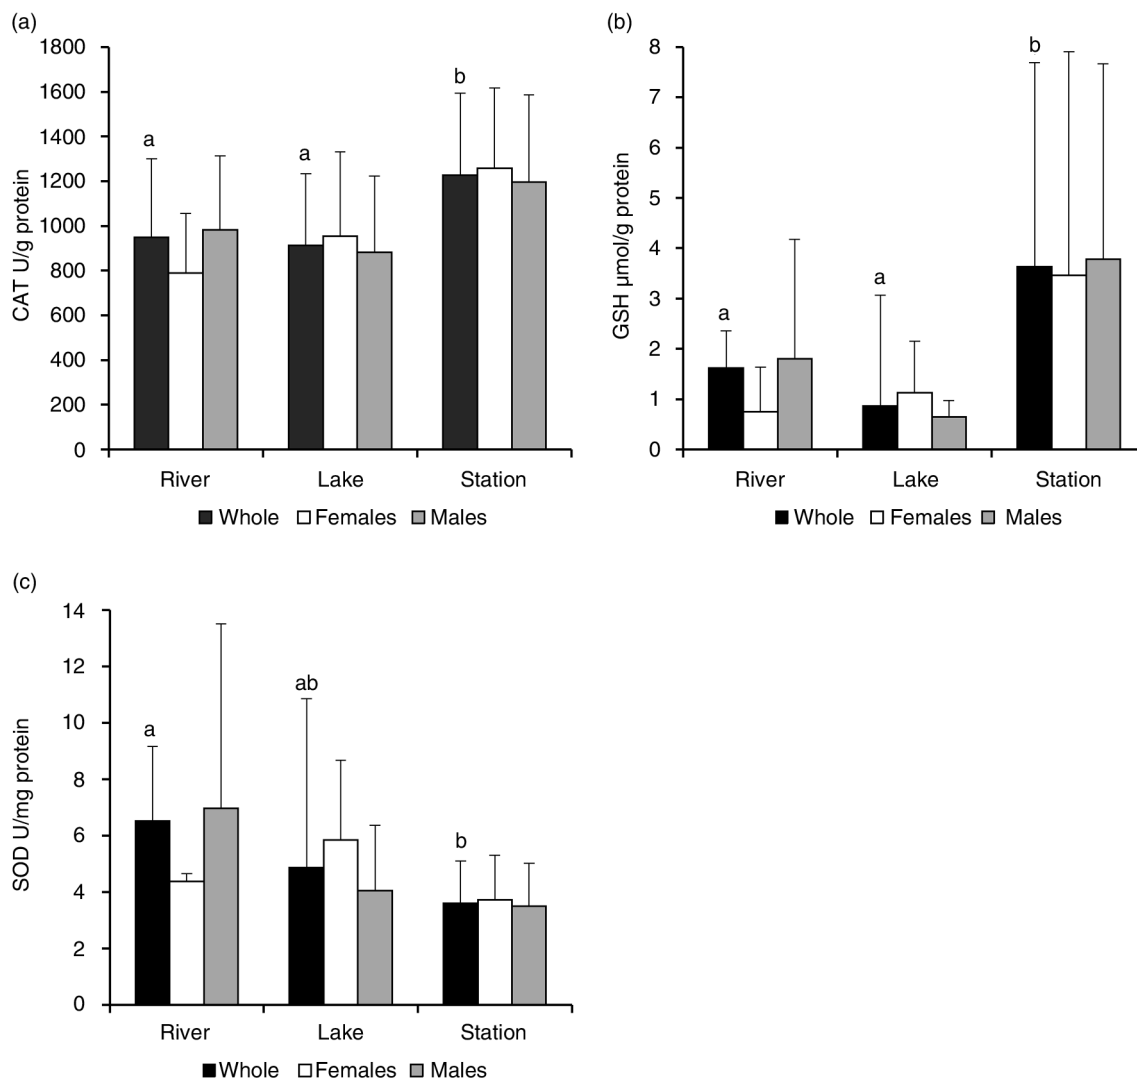 (a)
CAT U/g protein
1800
1600
1400
1200
1000
800
600
400
200
0
a
a
b
River Lake Station
Whole Females Males
(b)
GSH µmol/g protein
8
7
6
5
4
3
2
1
0
a
a
b
River Lake Station
Whole Females Males
(c)
SOD U/mg protein
14
12
10
8
6
4
2
0
a
ab
b
River Lake Station
Whole Females Males